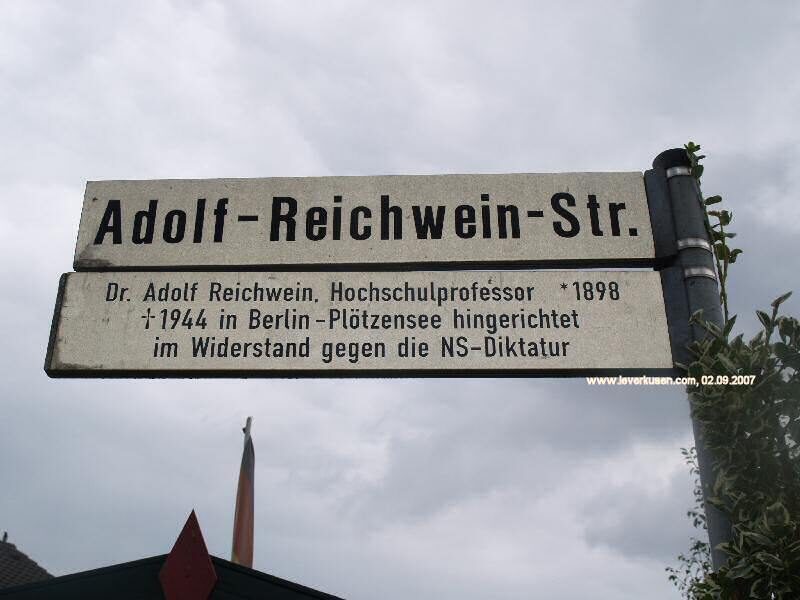 Adolf-Reichwein-Str.
Dr. Adolf Reichwein, Hochschulprofessor *1898
†1944 in Berlin-Plötzensee hingerichtet
im Widerstand gegen die NS-Diktatur
www.leverkusen.com, 02.09.2007